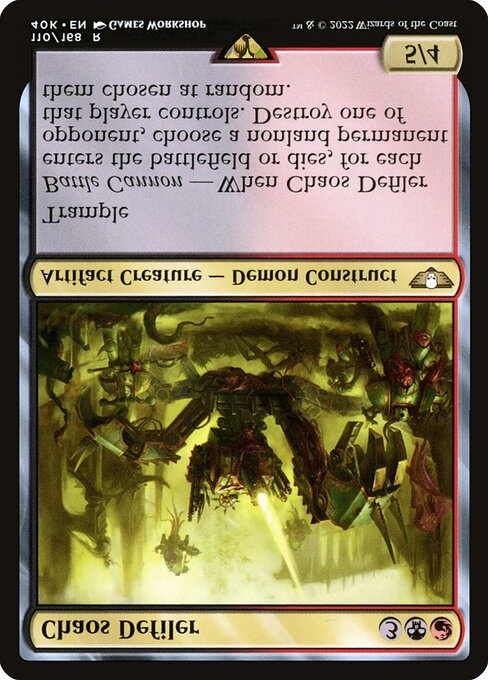 Chaos Defiler
3
Artifact Creature — Demon Construct
Trample
Battle Cannon — When Chaos Defiler
enters the battlefield or dies, for each
opponent, choose a nonland permanent
that player controls. Destroy one of
them chosen at random.
5/4
110/168 R
40K • EN GAMES WORKSHOP
™ & © 2022 Wizards of the Coast